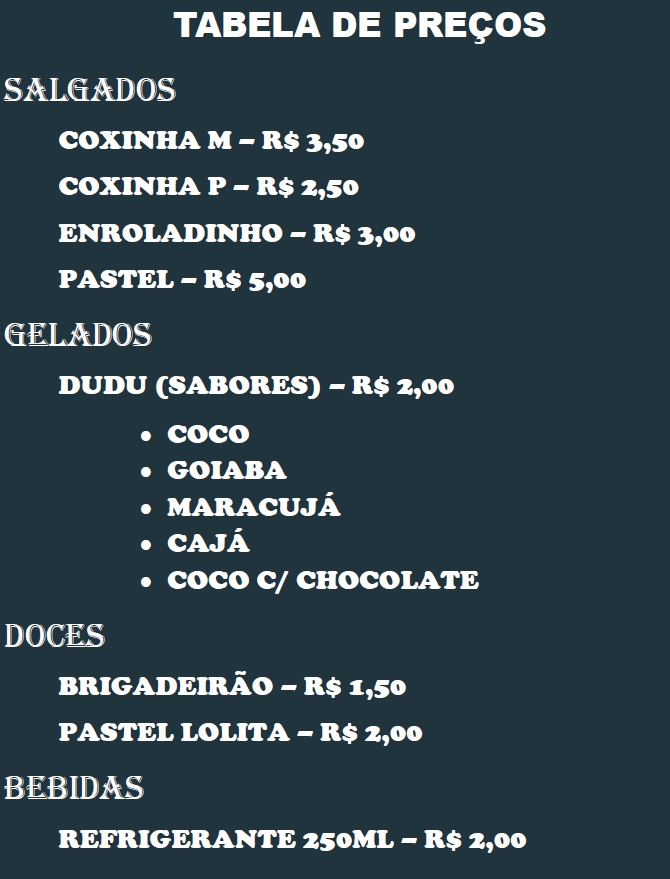 TABELA DE PREÇOS
SALGADOS
COXINHA M – R$ 3,50
COXINHA P – R$ 2,50
ENROLADINHO – R$ 3,00
PASTEL – R$ 5,00
GELADOS
DUDU (SABORES) – R$ 2,00
• COCO
• GOIABA
• MARACUJÁ
• CAJÁ
• COCO C/ CHOCOLATE
DOCES
BRIGADEIRÃO – R$ 1,50
PASTEL LOLITA – R$ 2,00
BEBIDAS
REFRIGERANTE 250ML – R$ 2,00